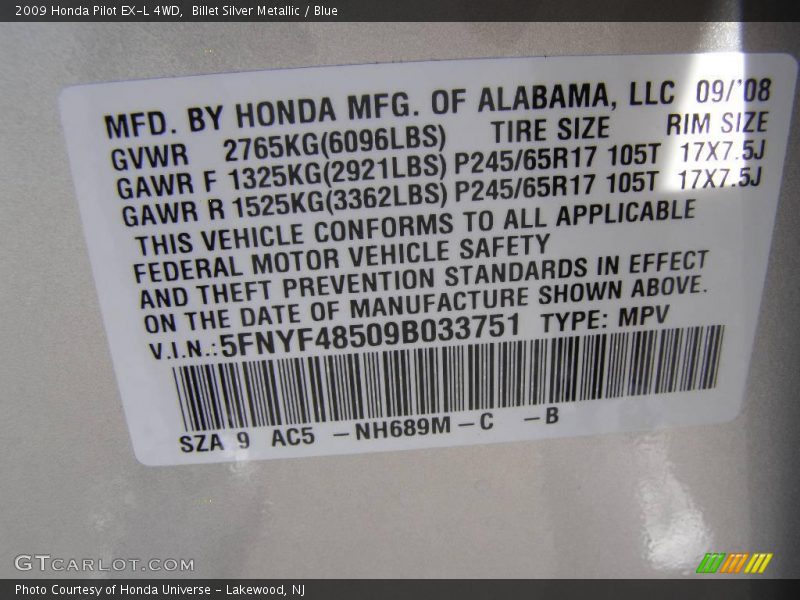 2009 Honda Pilot EX-L 4WD,  Billet Silver Metallic / Blue
MFD. BY HONDA MFG. OF ALABAMA, LLC 09/'08
GVWR 2765KG(6096LBS) TIRE SIZE RIM SIZE
GAWR F 1325KG(2921LBS) P245/65R17 105T 17X7.5J
GAWR R 1525KG(3362LBS) P245/65R17 105T 17X7.5J
THIS VEHICLE CONFORMS TO ALL APPLICABLE
FEDERAL MOTOR VEHICLE SAFETY
AND THEFT PREVENTION STANDARDS IN EFFECT
ON THE DATE OF MANUFACTURE SHOWN ABOVE.
V.I.N.:5FNYF48509B033751 TYPE: MPV
SZA 9 AC5 -NH689M-C -B
GTCARLOT.COM
Photo Courtesy of Honda Universe - Lakewood, NJ